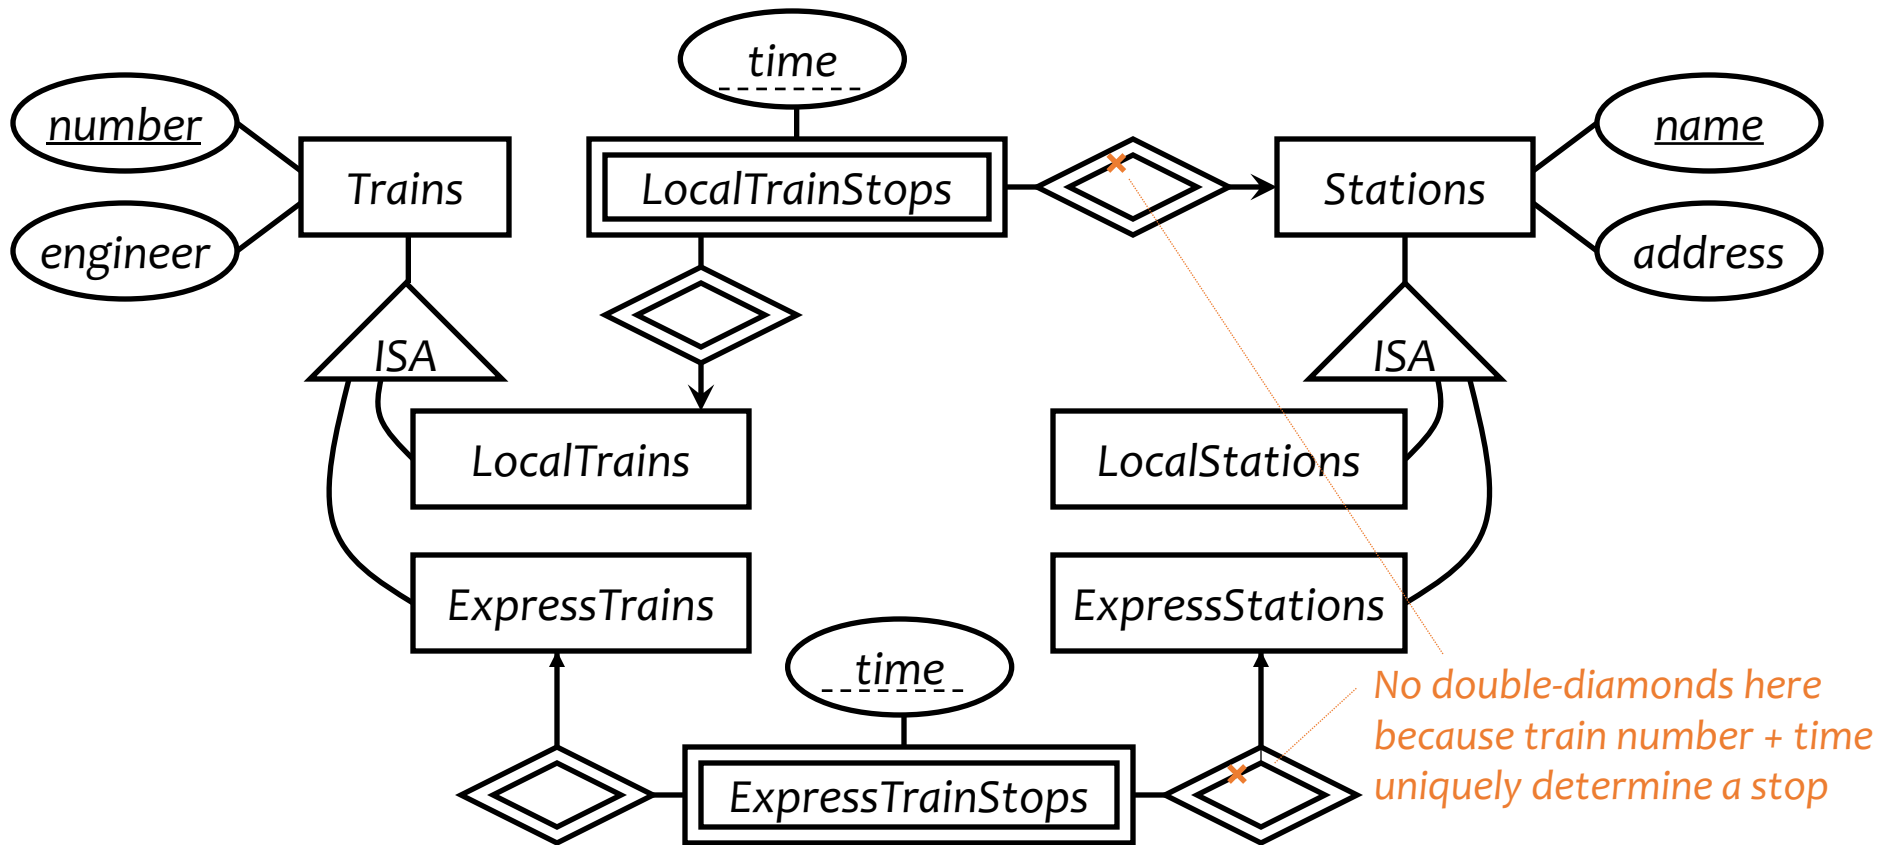 time
number
name
Trains
LocalTrainStops
Stations
engineer
address
ISA
ISA
LocalTrains
LocalStations
ExpressTrains
ExpressStations
time
No double-diamonds here
because train number + time
uniquely determine a stop
ExpressTrainStops